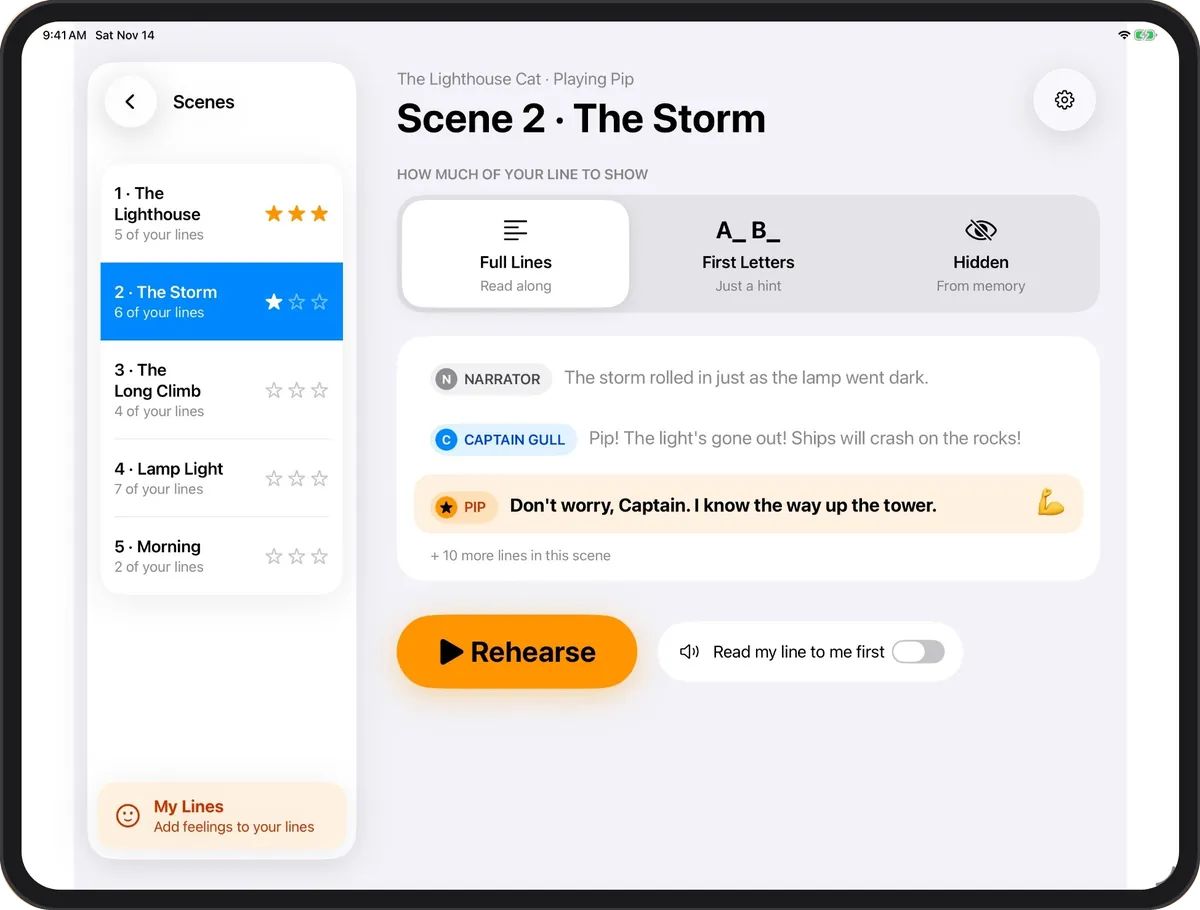 9:41 AM Sat Nov 14
Scenes
1 · The
Lighthouse
5 of your lines
2 · The Storm
6 of your lines
3 · The
Long Climb
4 of your lines
4 · Lamp Light
7 of your lines
5 · Morning
2 of your lines
My Lines
Add feelings to your lines
The Lighthouse Cat · Playing Pip
Scene 2 · The Storm
HOW MUCH OF YOUR LINE TO SHOW
Full Lines
Read along
A_ B_
First Letters
Just a hint
Hidden
From memory
N NARRATOR The storm rolled in just as the lamp went dark.
C CAPTAIN GULL Pip! The light's gone out! Ships will crash on the rocks!
PIP Don't worry, Captain. I know the way up the tower.
+ 10 more lines in this scene
Rehearse
Read my line to me first